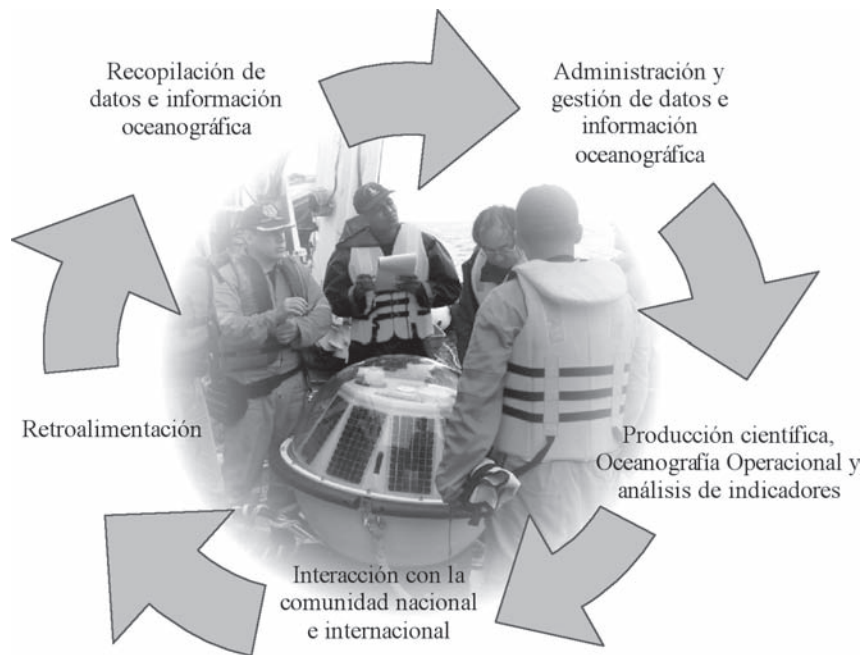 Recopilación de
datos e información
oceanográfica
Administración y
gestión de datos e
información
oceanográfica
Producción científica,
Oceanografía Operacional y
análisis de indicadores
Interacción con la
comunidad nacional
e internacional
Retroalimentación